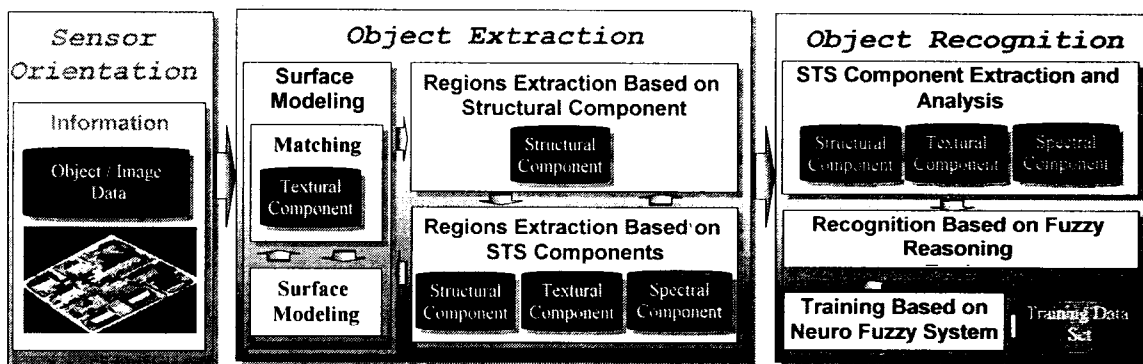 Sensor
Orientation
Information
Object / Image
Data
Object Extraction
Surface
Modeling
Matching
Textural
Component
Surface
Modeling
Regions Extraction Based on
Structural Component
Structural
Component
Regions Extraction Based on
STS Components
Structural
Component
Textural
Component
Spectral
Component
Object Recognition
STS Component Extraction and
Analysis
Structural
Component
Textural
Component
Spectral
Component
Recognition Based on Fuzzy
Reasoning
Training Based on
Neuro Fuzzy System
Training Data
Set